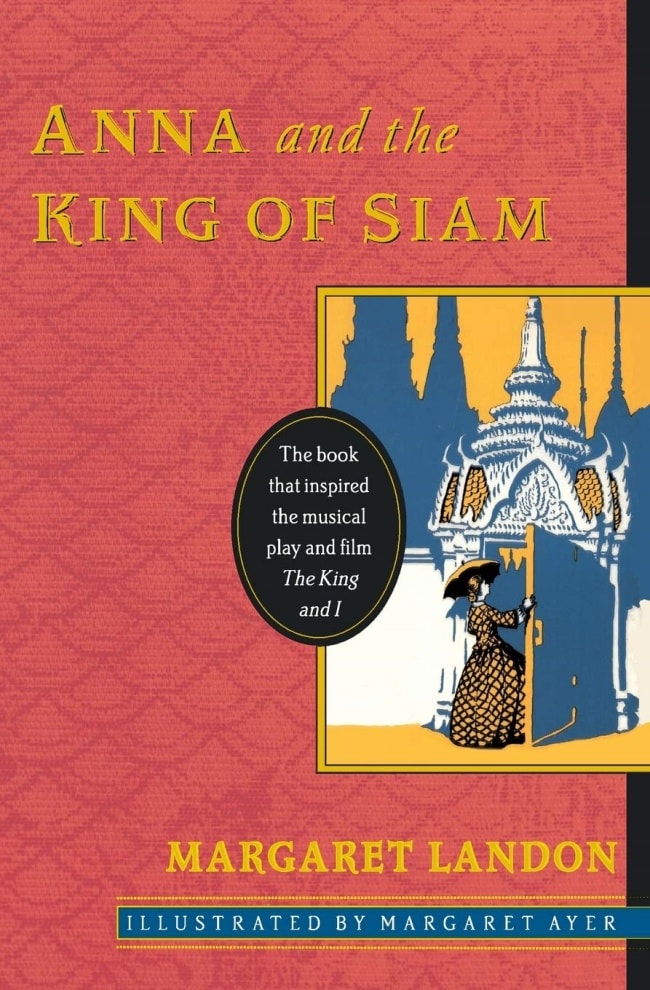 ANNA and the
KING OF SIAM
The book
that inspired
the musical
play and film
The King
and I
MARGARET LANDON
ILLUSTRATED BY MARGARET AYER